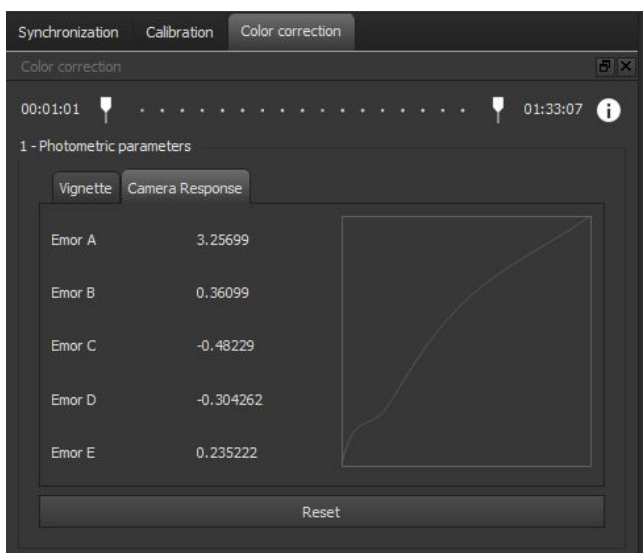 Synchronization Calibration Color correction
Color correction
00:01:01 01:33:07 i
1 - Photometric parameters
Vignette Camera Response
Emor A 3.25699
Emor B 0.36099
Emor C -0.48229
Emor D -0.304262
Emor E 0.235222
Reset